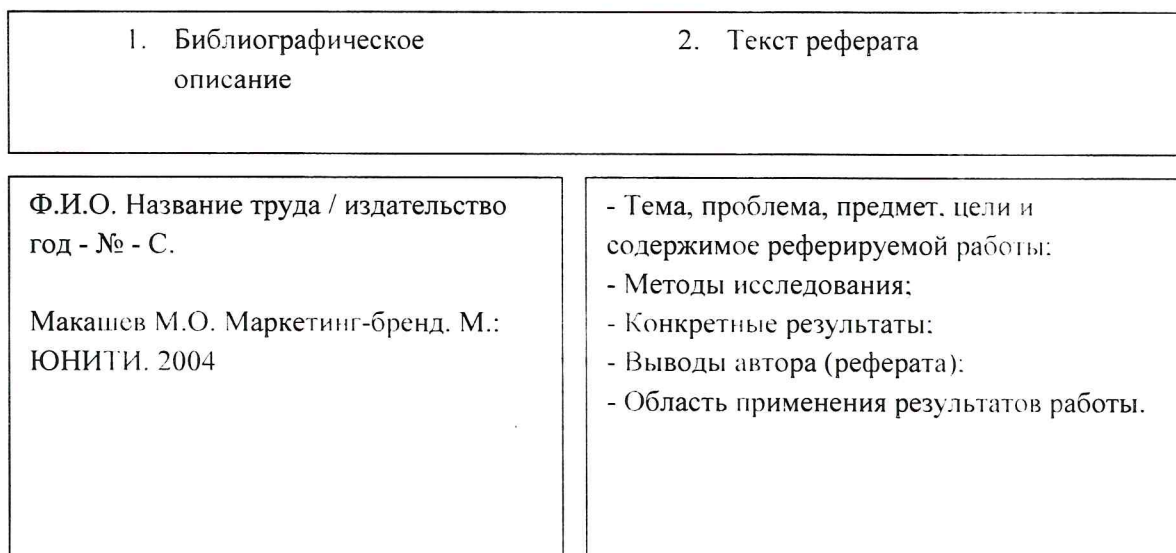 1. Библиографическое
описание
2. Текст реферата
Ф.И.О. Название труда / издательство
год - № - С.
Макашев М.О. Маркетинг-бренд. М.:
ЮНИТИ. 2004
- Тема, проблема, предмет, цели и
содержимое реферируемой работы:
- Методы исследования;
- Конкретные результаты:
- Выводы автора (реферата):
- Область применения результатов работы.